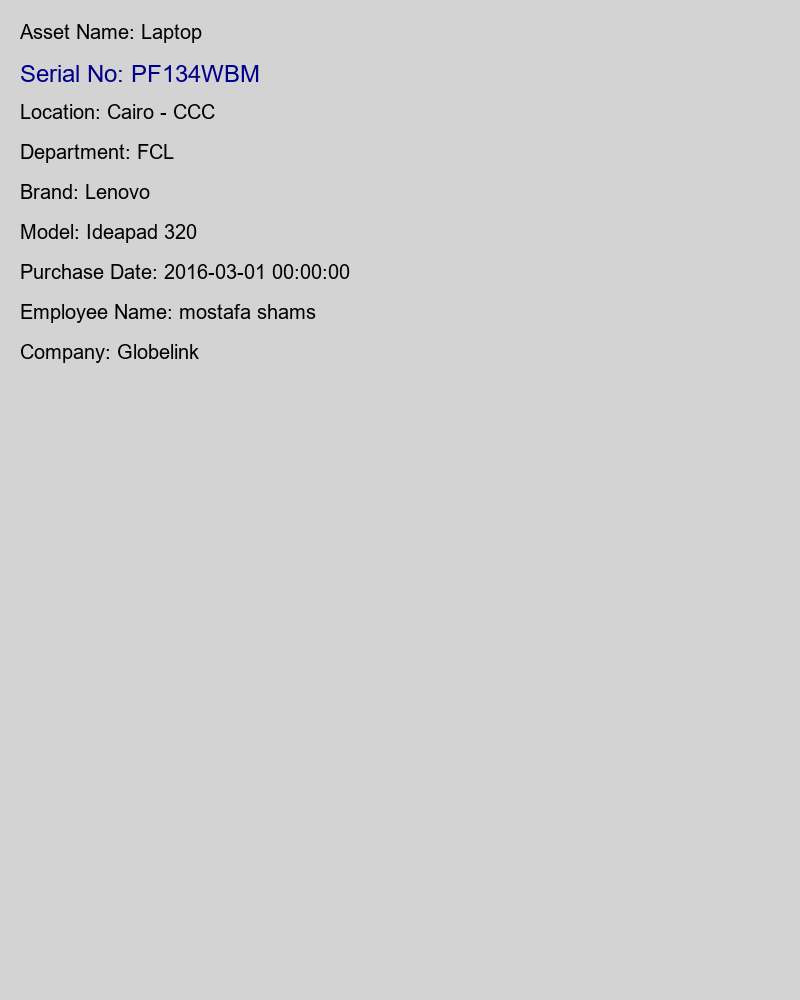 Asset Name: Laptop
Serial No: PF134WBM
Location: Cairo - CCC
Department: FCL
Brand: Lenovo
Model: Ideapad 320
Purchase Date: 2016-03-01 00:00:00
Employee Name: mostafa shams
Company: Globelink